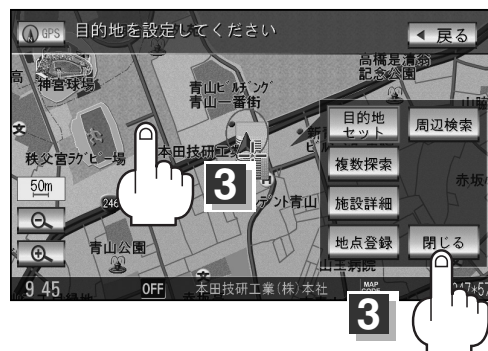 GPS 目的地を設定してください
戻る
高橋是清翁
記念公園
高
神宮球場
青山ビルヂング
青山一番街
目的地
セット
周辺検索
秩父宮ラグビー場
本田技研工業
複数探索
赤坂
50m
3
246
施設詳細
青山
青山公園
地点登録
閉じる
山王病院
9 45
OFF
本田技研工業(株)本社
MAP
CODE
3